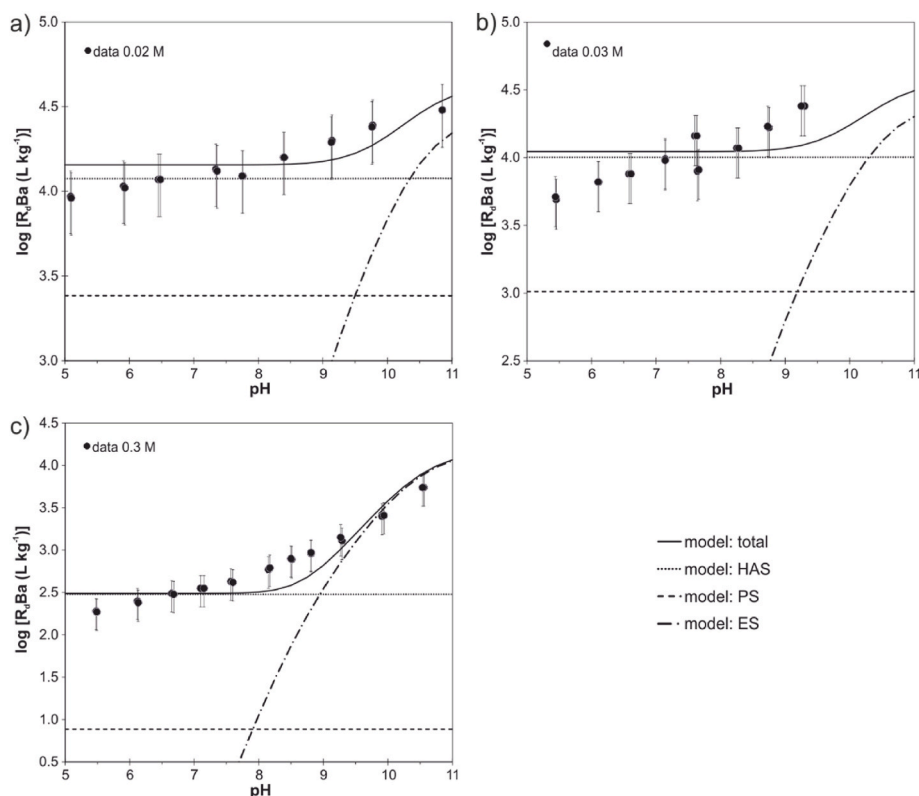 a)
5.0
4.5
4.0
3.5
3.0
log [RdBa (L kg⁻¹)]
data 0.02 M
5 6 7 8 9 10 11
pH
b)
5.0
4.5
4.0
3.5
3.0
2.5
log [RdBa (L kg⁻¹)]
data 0.03 M
5 6 7 8 9 10 11
pH
c)
4.5
4.0
3.5
3.0
2.5
2.0
1.5
1.0
0.5
log [RdBa (L kg⁻¹)]
data 0.3 M
5 6 7 8 9 10 11
pH
model: total
model: HAS
model: PS
model: ES